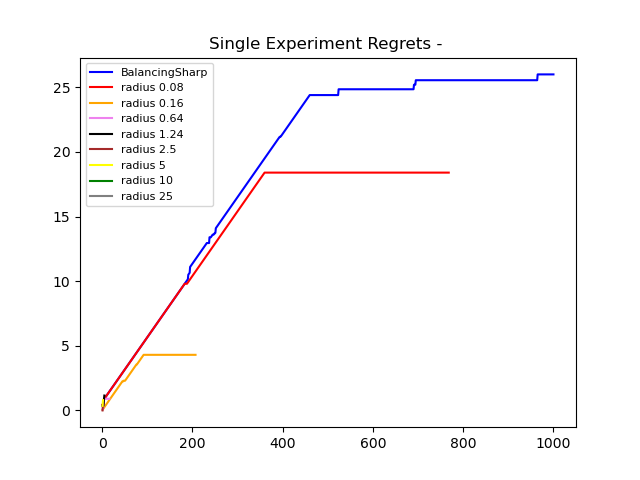 Single Experiment Regrets -
BalancingSharp
radius 0.08
radius 0.16
radius 0.64
radius 1.24
radius 2.5
radius 5
radius 10
radius 25
25
20
15
10
5
0
0 200 400 600 800 1000